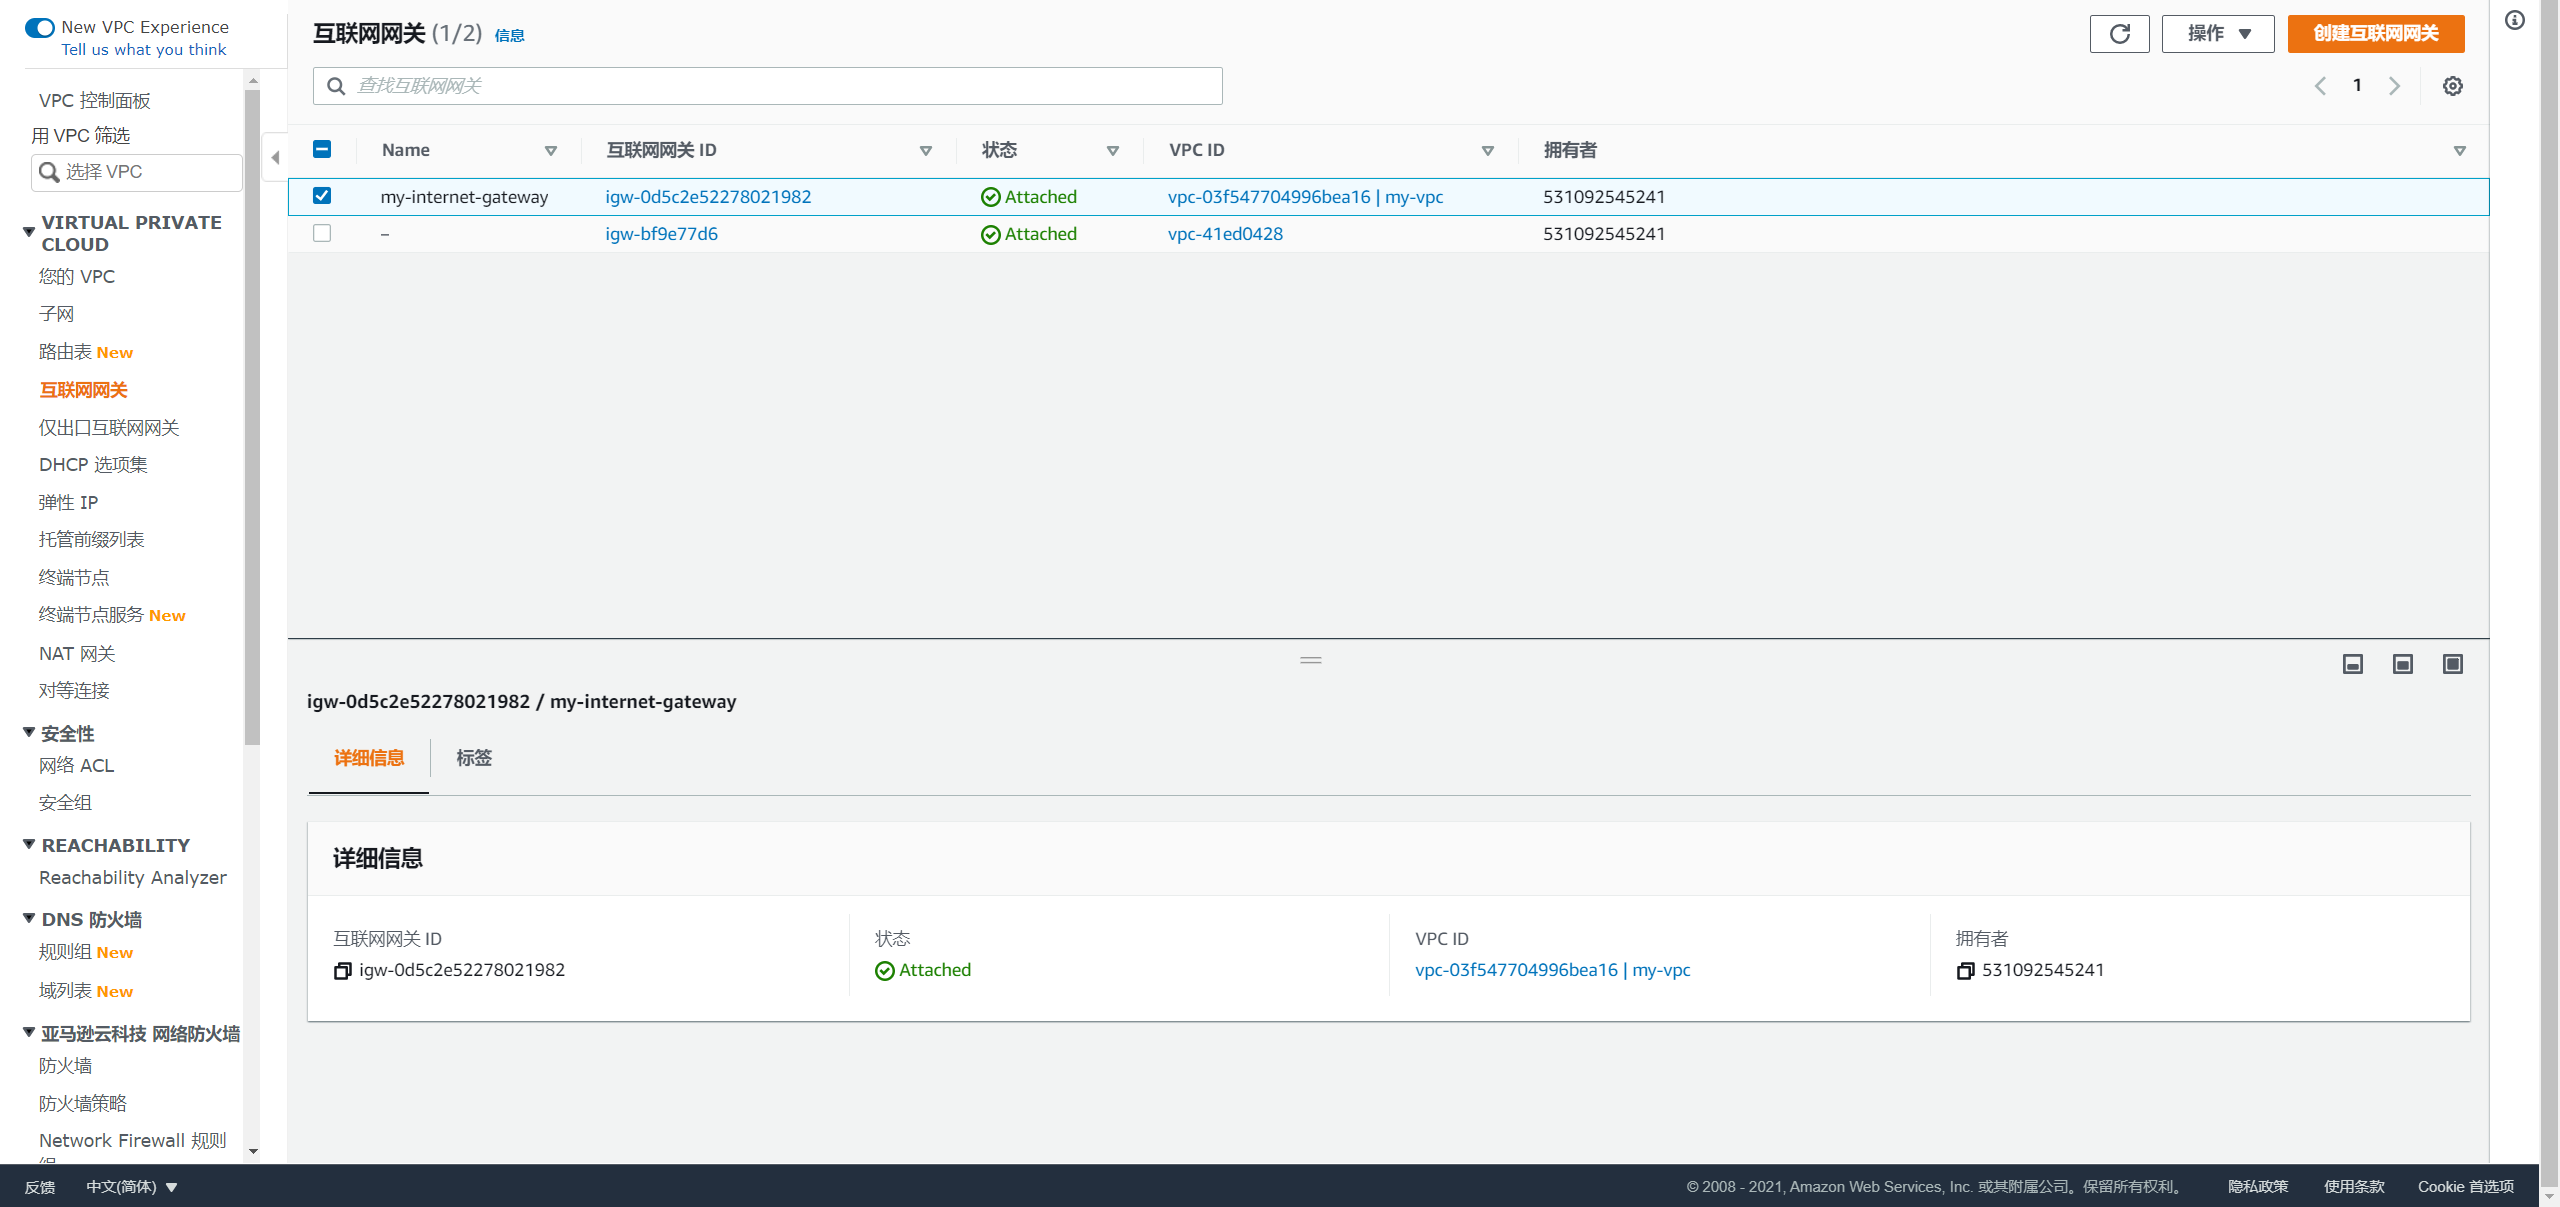 New VPC Experience
Tell us what you think
VPC 控制面板
用 VPC 筛选
选择 VPC
VIRTUAL PRIVATE
CLOUD
您的 VPC
子网
路由表 New
互联网网关
仅出口互联网网关
DHCP 选项集
弹性 IP
托管前缀列表
终端节点
终端节点服务 New
NAT 网关
对等连接
安全性
网络 ACL
安全组
REACHABILITY
Reachability Analyzer
DNS 防火墙
规则组 New
域列表 New
亚马逊云科技 网络防火墙
防火墙
防火墙策略
Network Firewall 规则
互联网网关 (1/2) 信息
操作
创建互联网网关
查找互联网网关
1
Name 互联网网关 ID 状态 VPC ID 拥有者
my-internet-gateway igw-0d5c2e52278021982 Attached vpc-03f547704996bea16 | my-vpc 531092545241
– igw-bf9e77d6 Attached vpc-41ed0428 531092545241
igw-0d5c2e52278021982 / my-internet-gateway
详细信息 标签
详细信息
互联网网关 ID 状态 VPC ID 拥有者
igw-0d5c2e52278021982 Attached vpc-03f547704996bea16 | my-vpc 531092545241
反馈 中文(简体) © 2008 - 2021, Amazon Web Services, Inc. 或其附属公司。保留所有权利。 隐私政策 使用条款 Cookie 首选项